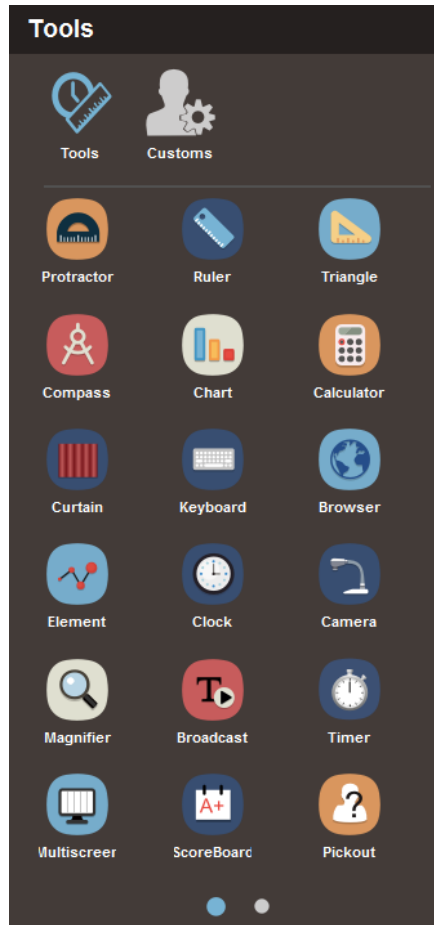 Tools
Tools Customs
Protractor Ruler Triangle
Compass Chart Calculator
Curtain Keyboard Browser
Element Clock Camera
T
Magnifier Broadcast Timer
A+ ?
Multiscreen ScoreBoard Pickout